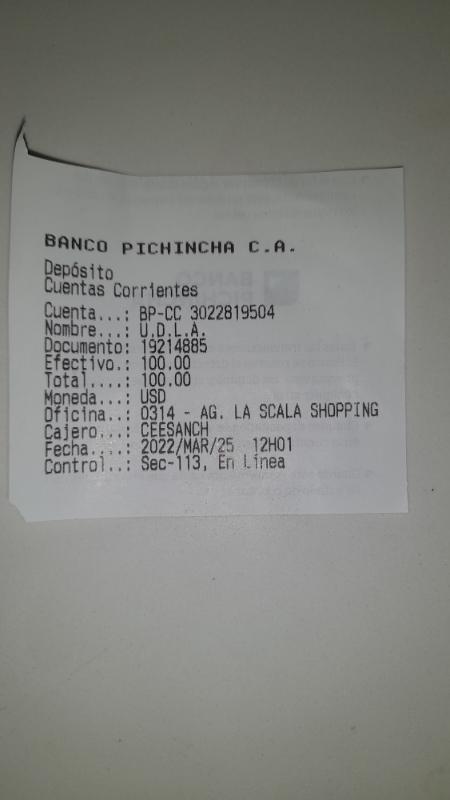 BANCO PICHINCHA C.A.
Depósito
Cuentas Corrientes
Cuenta...: BP-CC 3022819504
Nombre...: U.D.L.A.
Documento: 19214885
Efectivo.: 100.00
Total....: 100.00
Moneda...: USD
Oficina..: 0314 - AG. LA SCALA SHOPPING
Cajero...: CEESANCH
Fecha....: 2022/MAR/25 12H01
Control..: Sec-113, En Línea